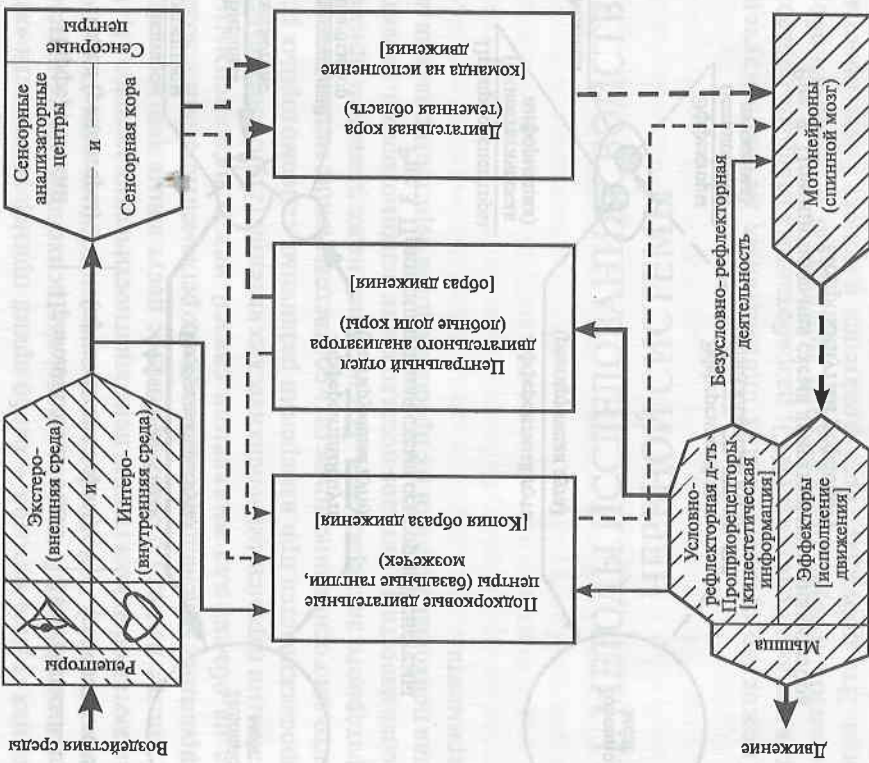 Воздействия среды
Рецепторы
Экстеро-
(внешняя среда)
и
Интеро-
(внутренняя среда)
Сенсорные
анализаторные
центры
и
Сенсорная кора
Сенсорные
центры
Подкорковые двигательные
центры (базальные ганглии,
мозжечек)
[Копия образа движения]
Центральный отдел
двигательного анализатора
(лобные доли коры)
[образ движения]
Двигательная кора
(теменная область)
[команда на исполнение
движения]
Движение
Мышца
Условно-
рефлекторная д-ть
Проприорецепторы
[кинестетическая
информация]
Эффекторы
[исполнение
движения]
Безусловно-рефлекторная
деятельность
Мотонейроны
(спинной мозг)